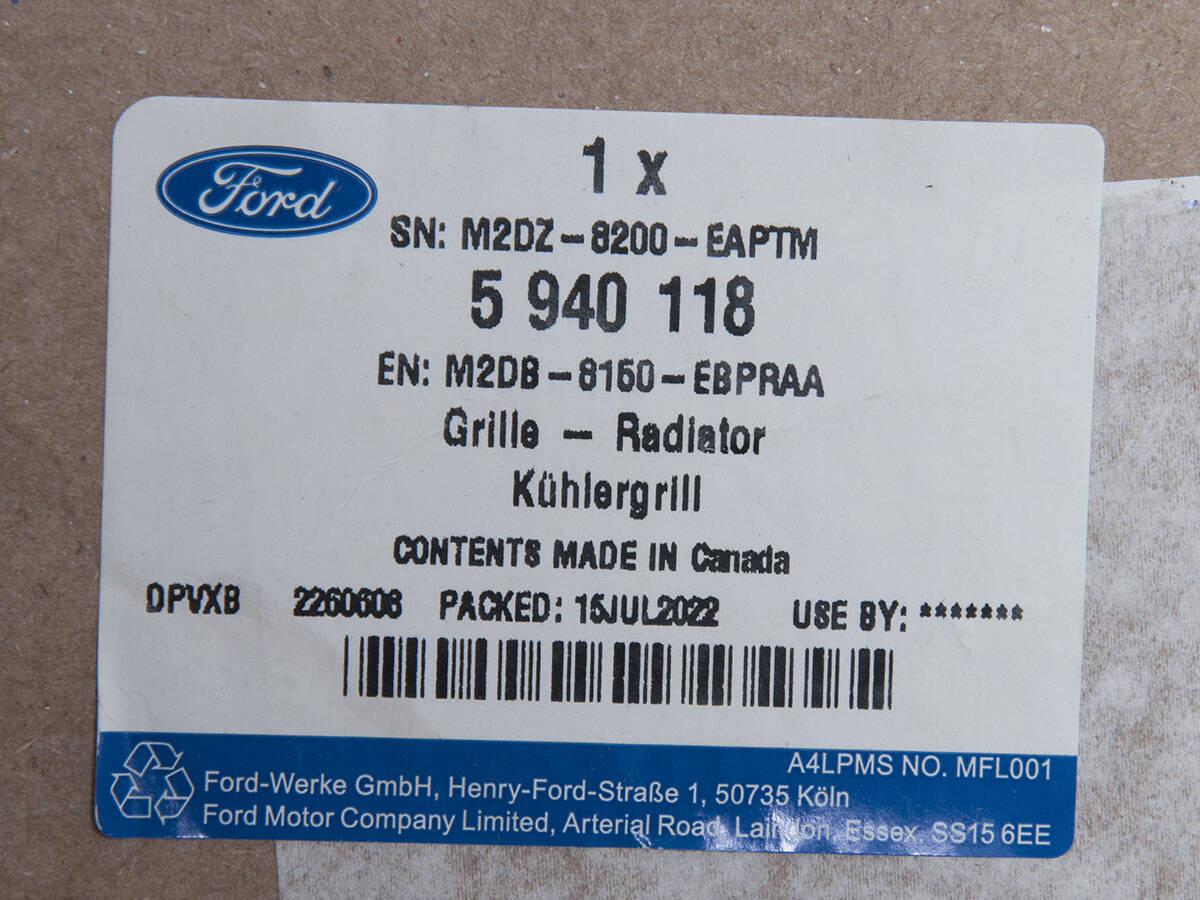 Ford
1 x
SN: M2DZ-8200-EAPTM
5 940 118
EN: M2DB-8150-EBPRAA
Grille - Radiator
Kühlergrill
CONTENTS MADE IN Canada
DPVXB 2260608 PACKED: 15JUL2022 USE BY: *******
A4LPMS NO. MFL001
Ford-Werke GmbH, Henry-Ford-Straße 1, 50735 Köln
Ford Motor Company Limited, Arterial Road, Laindon, Essex, SS15 6EE